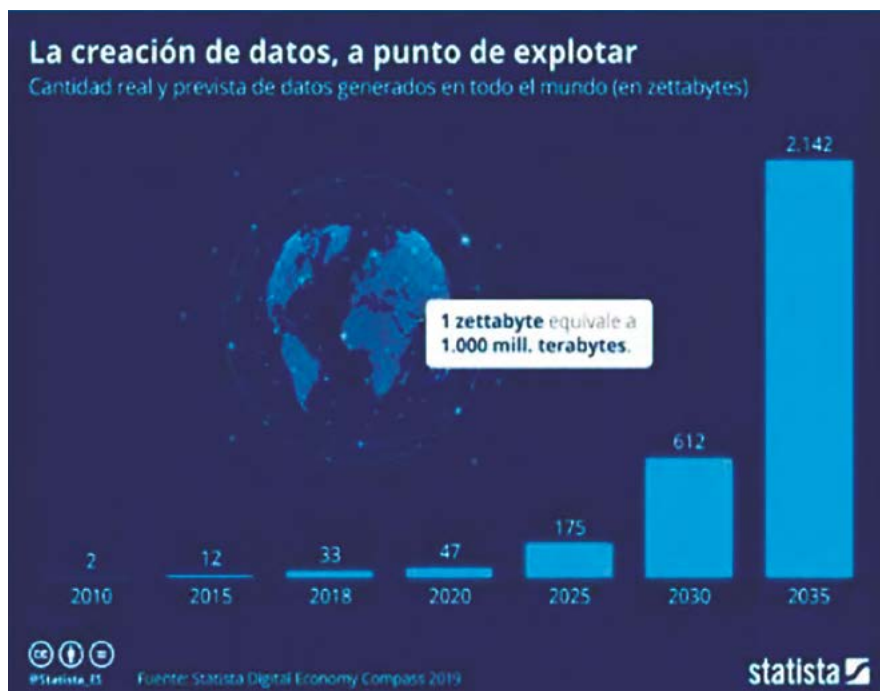 La creación de datos, a punto de explotar
Cantidad real y prevista de datos generados en todo el mundo (en zettabytes)
2.142
1 zettabyte equivale a
1.000 mill. terabytes.
612
175
47
33
12
2
2010 2015 2018 2020 2025 2030 2035
@Statista_ES
Fuente: Statista Digital Economy Compass 2019
statista